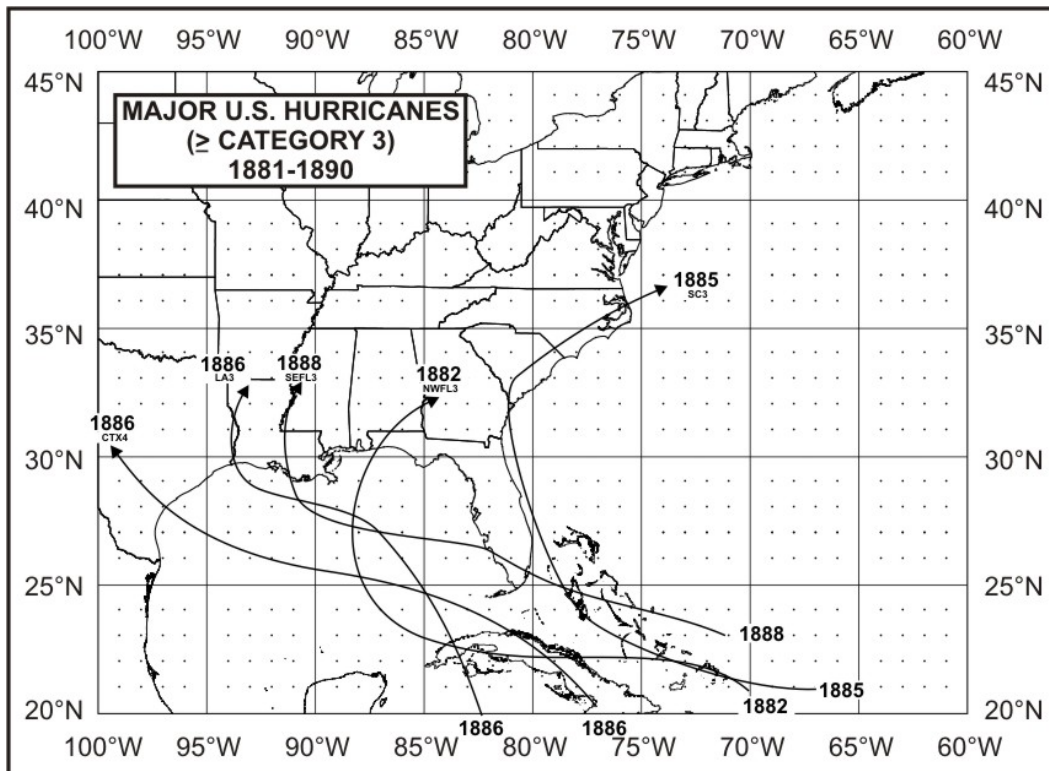 100°W 95°W 90°W 85°W 80°W 75°W 70°W 65°W 60°W
45°N 45°N
MAJOR U.S. HURRICANES
(≥ CATEGORY 3)
1881-1890
40°N 40°N
1885
SC3
35°N 35°N
1886
LA3
1888
SEFL3
1882
NWFL3
1886
CTX4
30°N 30°N
25°N 25°N
1888
1885
1882
20°N 20°N
1886 1886
100°W 95°W 90°W 85°W 80°W 75°W 70°W 65°W 60°W